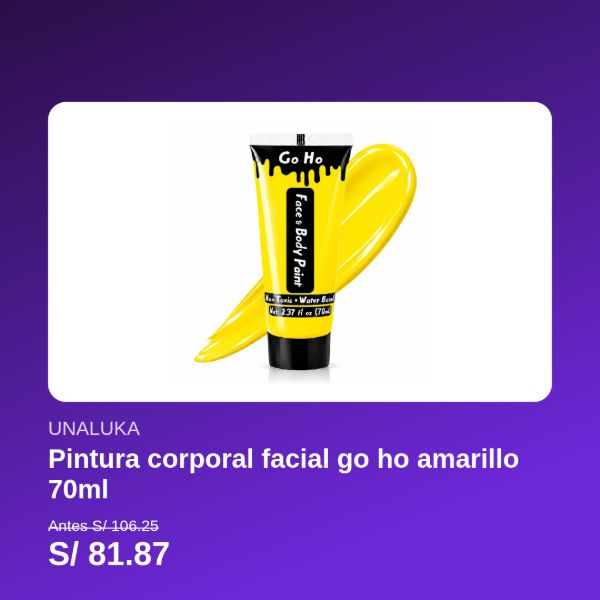 Go Ho
Face & Body Paint
Non Toxic • Water Based
Net: 2.37 fl oz (70ml)
UNALUKA
Pintura corporal facial go ho amarillo
70ml
Antes S/ 106.25
S/ 81.87